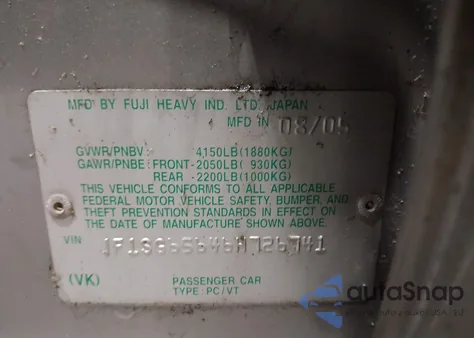 MFD BY FUJI HEAVY IND. LTD. JAPAN
MFD IN 08/05
GVWR/PNBV: 4150LB(1880KG)
GAWR/PNBE: FRONT-2050LB( 930KG)
REAR -2200LB(1000KG)
THIS VEHICLE CONFORMS TO ALL APPLICABLE
FEDERAL MOTOR VEHICLE SAFETY, BUMPER, AND
THEFT PREVENTION STANDARDS IN EFFECT ON
THE DATE OF MANUFACTURE SHOWN ABOVE.
VIN JF1SG65646H726741
(VK)
PASSENGER CAR
TYPE: PC/VT
autaSnap